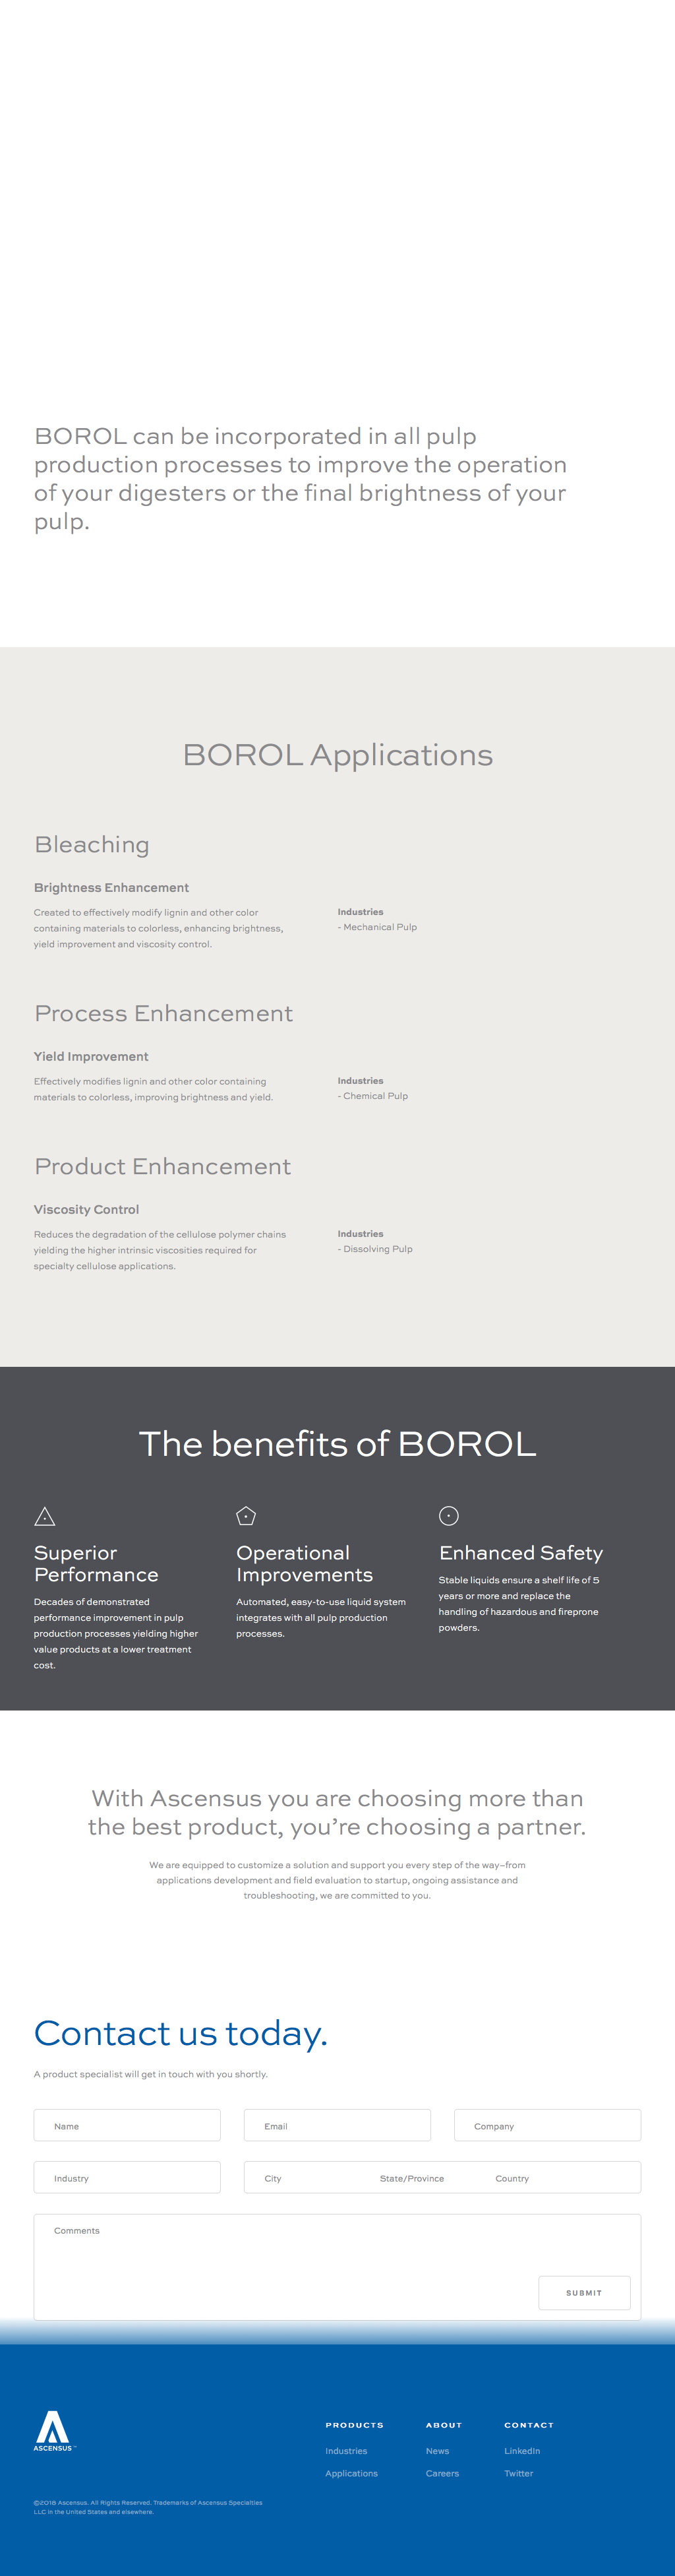 BOROL can be incorporated in all pulp
production processes to improve the operation
of your digesters or the final brightness of your
pulp.
BOROL Applications
Bleaching
Brightness Enhancement
Created to effectively modify lignin and other color
containing materials to colorless, enhancing brightness,
yield improvement and viscosity control.
Industries
- Mechanical Pulp
Process Enhancement
Yield Improvement
Effectively modifies lignin and other color containing
materials to colorless, improving brightness and yield.
Industries
- Chemical Pulp
Product Enhancement
Viscosity Control
Reduces the degradation of the cellulose polymer chains
yielding the higher intrinsic viscosities required for
specialty cellulose applications.
Industries
- Dissolving Pulp
The benefits of BOROL
Superior
Performance
Decades of demonstrated
performance improvement in pulp
production processes yielding higher
value products at a lower treatment
cost.
Operational
Improvements
Automated, easy-to-use liquid system
integrates with all pulp production
processes.
Enhanced Safety
Stable liquids ensure a shelf life of 5
years or more and replace the
handling of hazardous and fireprone
powders.
With Ascensus you are choosing more than
the best product, you’re choosing a partner.
We are equipped to customize a solution and support you every step of the way–from
applications development and field evaluation to startup, ongoing assistance and
troubleshooting, we are committed to you.
Contact us today.
A product specialist will get in touch with you shortly.
Name
Email
Company
Industry
City
State/Province
Country
Comments
SUBMIT
ASCENSUS™
PRODUCTS
Industries
Applications
ABOUT
News
Careers
CONTACT
LinkedIn
Twitter
©2018 Ascensus. All Rights Reserved. Trademarks of Ascensus Specialties
LLC in the United States and elsewhere.